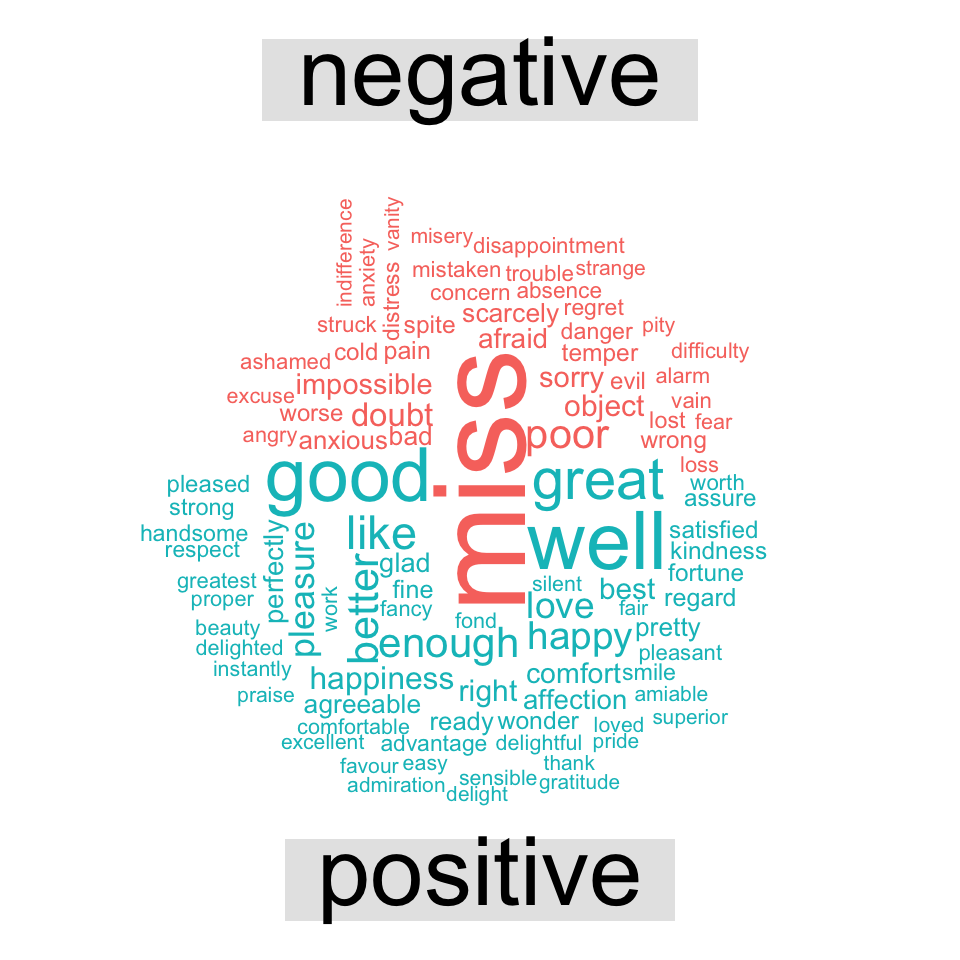 negative
indifference
vanity
misery
anxiety
disappointment
distress
mistaken
trouble
strange
concern
absence
scarcely
regret
struck
spite
afraid
danger
pity
ashamed
cold
pain
temper
difficulty
excuse
impossible
sorry
evil
alarm
worse
doubt
object
vain
lost
fear
angry
anxious
bad
poor
wrong
miss
loss
good
great
worth
pleased
assure
strong
handsome
like
well
satisfied
respect
perfectly
pleasure
glad
kindness
greatest
better
fine
silent
best
fortune
proper
work
fancy
love
fair
regard
beauty
fond
delighted
enough
happy
pretty
instantly
pleasant
happiness
right
comfort
smile
praise
agreeable
affection
amiable
comfortable
ready
wonder
loved
superior
excellent
advantage
delightful
pride
favour
easy
thank
admiration
sensible
gratitude
delight
positive